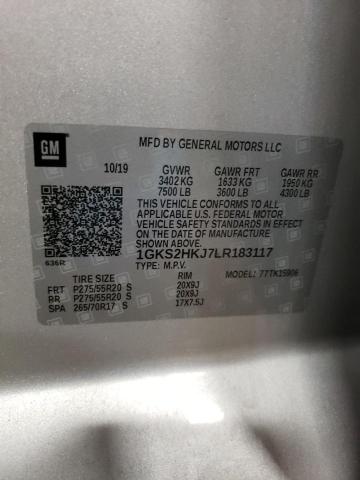 GM
MFD BY GENERAL MOTORS LLC
10/19 GVWR GAWR FRT GAWR RR
3402 KG 1633 KG 1950 KG
7500 LB 3600 LB 4300 LB
THIS VEHICLE CONFORMS TO ALL
APPLICABLE U.S. FEDERAL MOTOR
VEHICLE SAFETY STANDARDS IN
EFFECT ON THE DATE OF
MANUFACTURE SHOWN ABOVE.
1GKS2HKJ7LR183117
636R TYPE: M.P.V. MODEL: 77TK15906
TIRE SIZE RIM
FRT P275/55R20 S 20X9J
RR P275/55R20 S 20X9J
SPA 265/70R17 S 17X7.5J